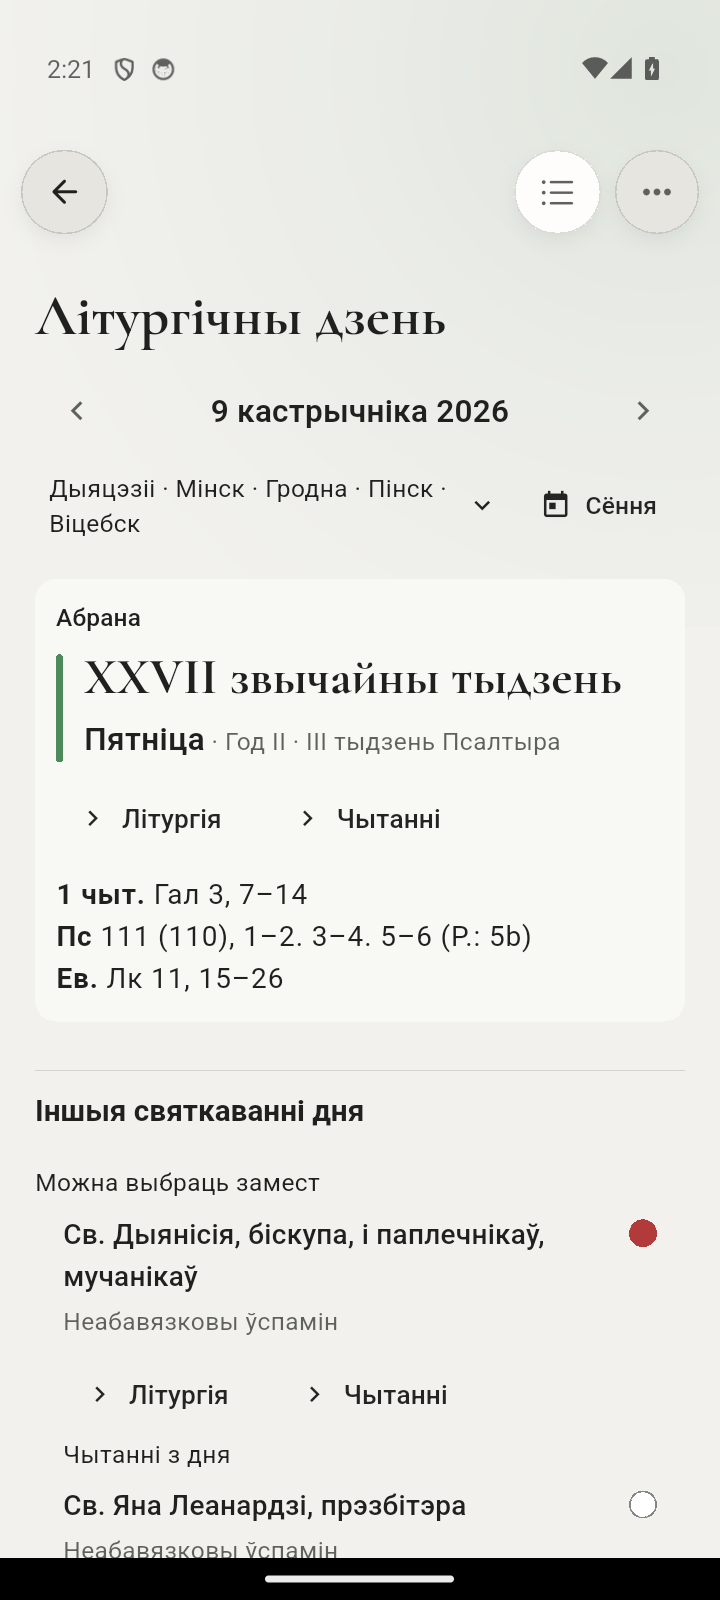 2:21
Літургічны дзень
9 кастрычніка 2026
Дыяцэзіі · Мінск · Гродна · Пінск ·
Віцебск
Сёння
Абрана
XXVII звычайны тыдзень
Пятніца · Год II · III тыдзень Псалтыра
Літургія
Чытанні
1 чыт. Гал 3, 7–14
Пс 111 (110), 1–2. 3–4. 5–6 (Р.: 5b)
Ев. Лк 11, 15–26
Іншыя святкаванні дня
Можна выбраць замест
Св. Дыянісія, біскупа, і паплечнікаў,
мучанікаў
Неабавязковы ўспамін
Літургія
Чытанні
Чытанні з дня
Св. Яна Леанардзі, прэзбітэра
Неабавязковы ўспамін